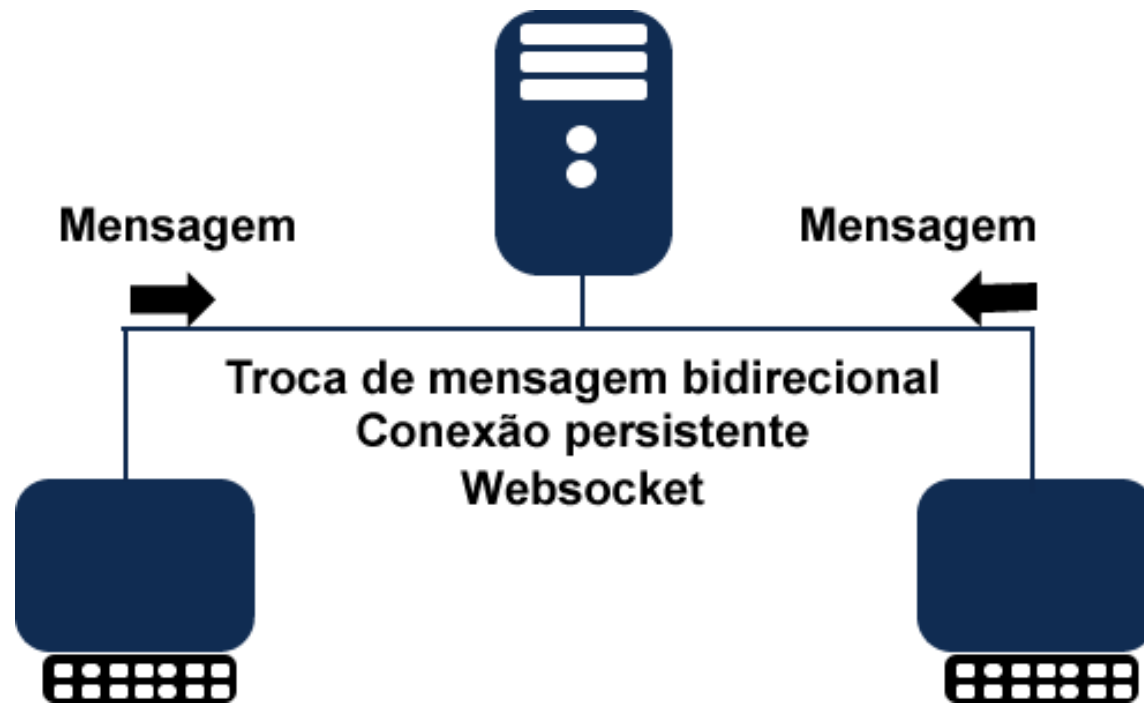 Mensagem
Mensagem
Troca de mensagem bidirecional
Conexão persistente
Websocket